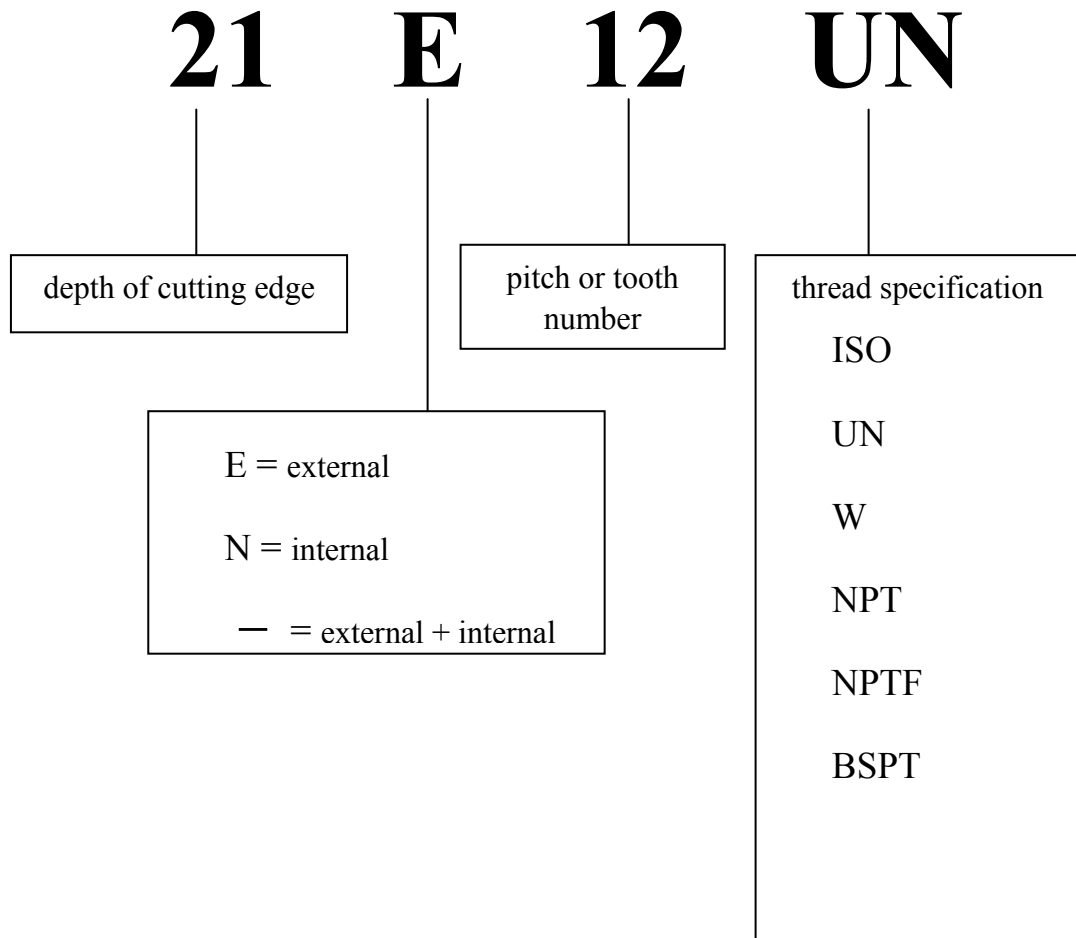 21 E 12 UN
depth of cutting edge
pitch or tooth
number
thread specification
ISO
UN
W
NPT
NPTF
BSPT
E = external
N = internal
— = external + internal